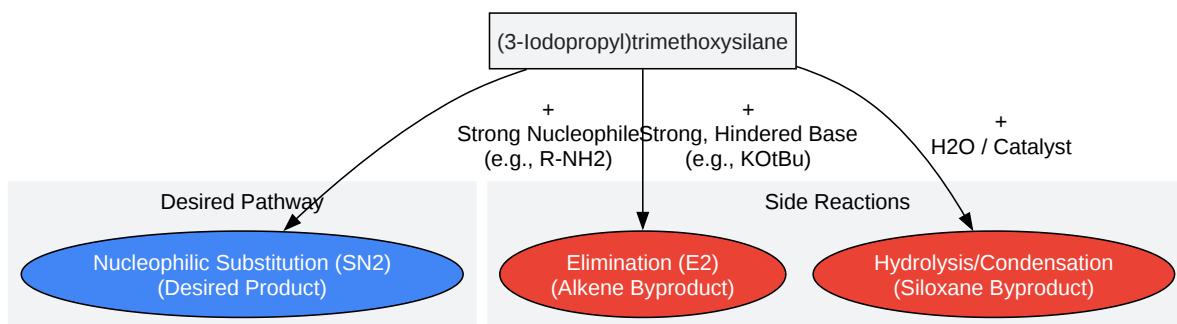 (3-Iodopropyl)trimethoxysilane
+
Strong Nucleophile
(e.g., R-NH2)
+
Strong, Hindered Base
(e.g., KOtBu)
+
H2O / Catalyst
Desired Pathway
Side Reactions
Nucleophilic Substitution (SN2)
(Desired Product)
Elimination (E2)
(Alkene Byproduct)
Hydrolysis/Condensation
(Siloxane Byproduct)